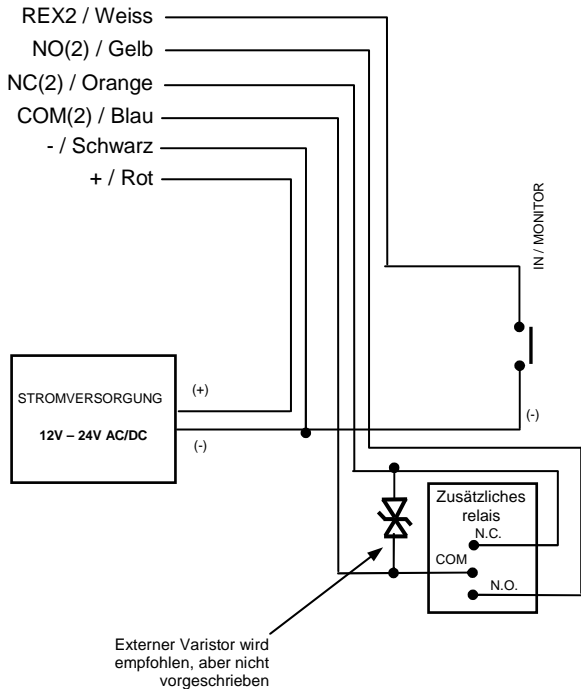 REX2 / Weiss
NO(2) / Gelb
NC(2) / Orange
COM(2) / Blau
- / Schwarz
+ / Rot
IN / MONITOR
STROMVERSORGUNG
12V – 24V AC/DC
(+)
(-)
(-)
Zusätzliches
relais
N.C.
COM
N.O.
Externer Varistor wird
empfohlen, aber nicht
vorgeschrieben